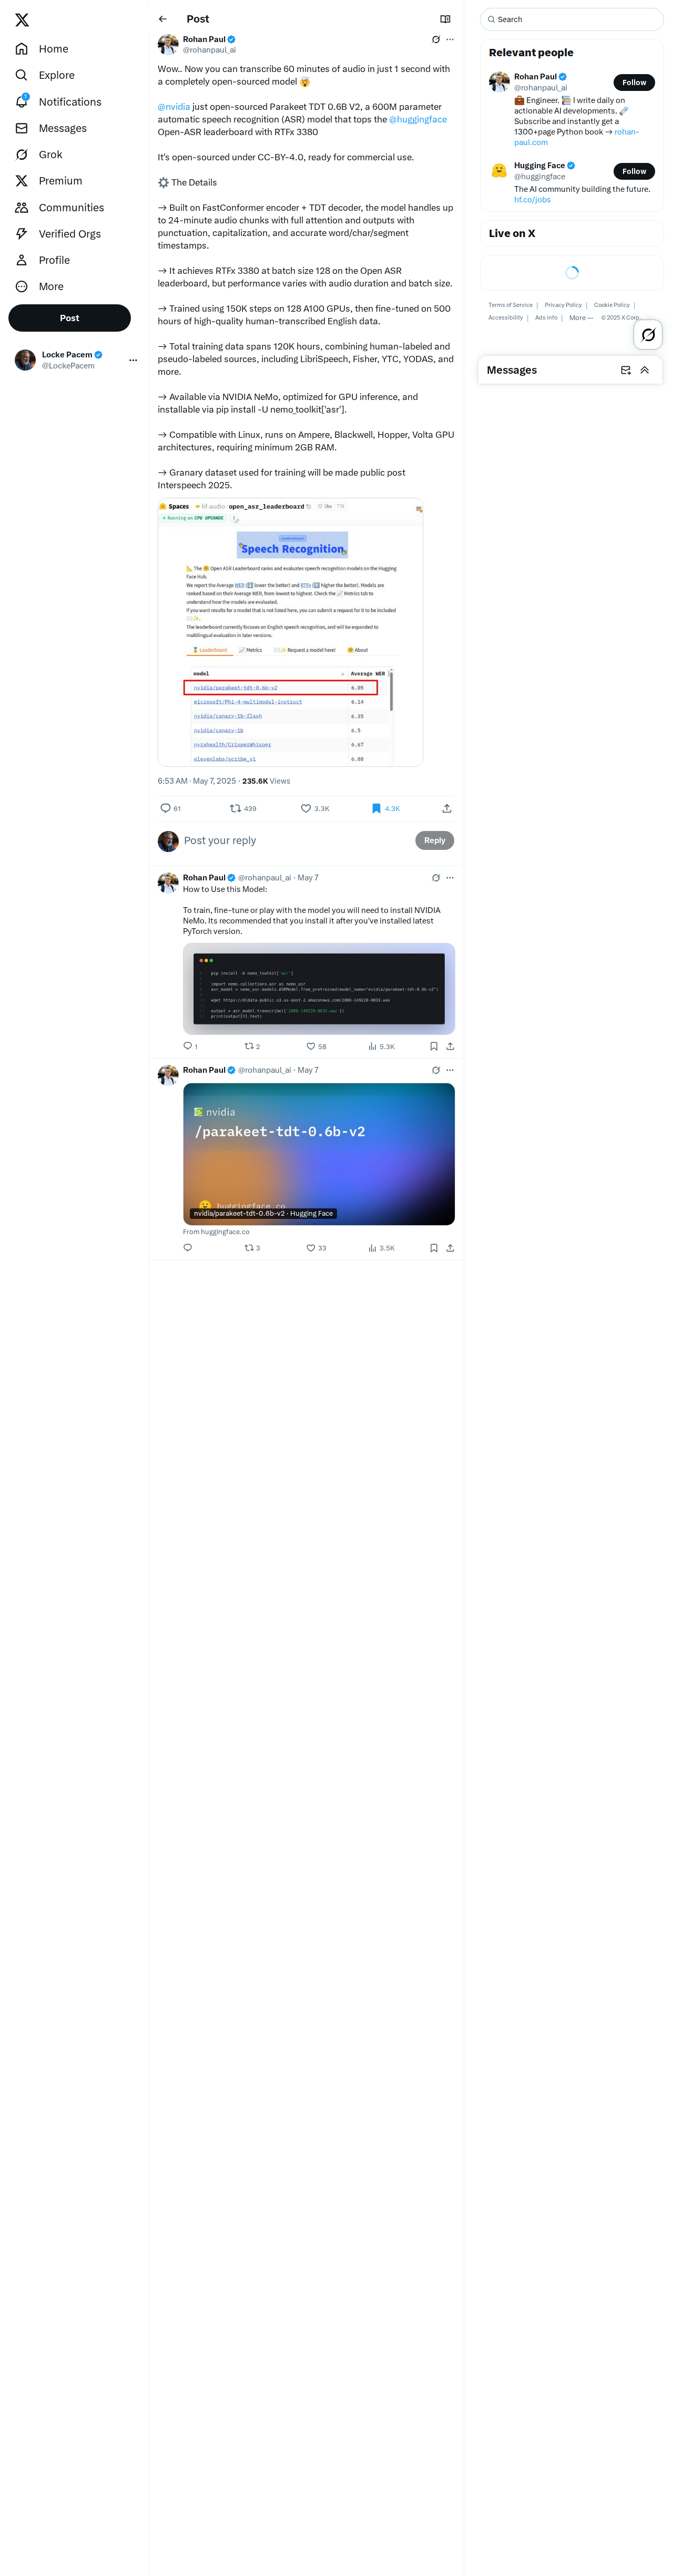 Home
Explore
1
Notifications
Messages
Grok
Premium
Communities
Verified Orgs
Profile
More
Post
Locke Pacem
@LockePacem
Post
Rohan Paul
@rohanpaul_ai
Wow.. Now you can transcribe 60 minutes of audio in just 1 second with
a completely open-sourced model 🤯
@nvidia just open-sourced Parakeet TDT 0.6B V2, a 600M parameter
automatic speech recognition (ASR) model that tops the @huggingface
Open-ASR leaderboard with RTFx 3380
It's open-sourced under CC-BY-4.0, ready for commercial use.
⚙️ The Details
→ Built on FastConformer encoder + TDT decoder, the model handles up
to 24-minute audio chunks with full attention and outputs with
punctuation, capitalization, and accurate word/char/segment
timestamps.
→ It achieves RTFx 3380 at batch size 128 on the Open ASR
leaderboard, but performance varies with audio duration and batch size.
→ Trained using 150K steps on 128 A100 GPUs, then fine-tuned on 500
hours of high-quality human-transcribed English data.
→ Total training data spans 120K hours, combining human-labeled and
pseudo-labeled sources, including LibriSpeech, Fisher, YTC, YODAS, and
more.
→ Available via NVIDIA NeMo, optimized for GPU inference, and
installable via pip install -U nemo_toolkit['asr'].
→ Compatible with Linux, runs on Ampere, Blackwell, Hopper, Volta GPU
architectures, requiring minimum 2GB RAM.
→ Granary dataset used for training will be made public post
Interspeech 2025.
Spaces hf-audio open_asr_leaderboard Like 776
Running on CPU UPGRADE
Speech Recognition
📐 The 🤗 Open ASR Leaderboard ranks and evaluates speech recognition models on the Hugging
Face Hub.
We report the Average WER (⬇️ lower the better) and RTFx (⬆️ higher the better). Models are
ranked based on their Average WER, from lowest to highest. Check the 📈 Metrics tab to
understand how the models are evaluated.
If you want results for a model that is not listed here, you can submit a request for it to be included
✉️✨.
The leaderboard currently focuses on English speech recognition, and will be expanded to
multilingual evaluation in later versions.
🏅 Leaderboard 📈 Metrics ✉️✨ Request a model here! 🤗 About
model Average WER
nvidia/parakeet-tdt-0.6b-v2 6.05
microsoft/Phi-4-multimodal-instruct 6.14
nvidia/canary-1b-flash 6.35
nvidia/canary-1b 6.5
nyrahealth/CrisperWhisper 6.67
elevenlabs/scribe_v1 6.88
6:53 AM · May 7, 2025 · 235.6K Views
61 439 3.3K 4.3K
Post your reply
Reply
Rohan Paul @rohanpaul_ai · May 7
How to Use this Model:
To train, fine-tune or play with the model you will need to install NVIDIA
NeMo. Its recommended that you install it after you've installed latest
PyTorch version.
pip install -U nemo_toolkit['asr']
import nemo.collections.asr as nemo_asr
asr_model = nemo_asr.models.ASRModel.from_pretrained(model_name="nvidia/parakeet-tdt-0.6b-v2")
wget https://dldata-public.s3.us-east-2.amazonaws.com/2086-149220-0033.wav
output = asr_model.transcribe(['2086-149220-0033.wav'])
print(output[0].text)
1 2 58 5.3K
Rohan Paul @rohanpaul_ai · May 7
nvidia
/parakeet-tdt-0.6b-v2
huggingface.co
nvidia/parakeet-tdt-0.6b-v2 · Hugging Face
From huggingface.co
3 33 3.5K
Search
Relevant people
Rohan Paul
@rohanpaul_ai
Follow
💼 Engineer. 📚 I write daily on
actionable AI developments. 🗞️
Subscribe and instantly get a
1300+page Python book → rohan-
paul.com
Hugging Face
@huggingface
Follow
The AI community building the future.
hf.co/jobs
Live on X
Terms of Service | Privacy Policy | Cookie Policy |
Accessibility | Ads info | More ··· © 2025 X Corp.
Messages